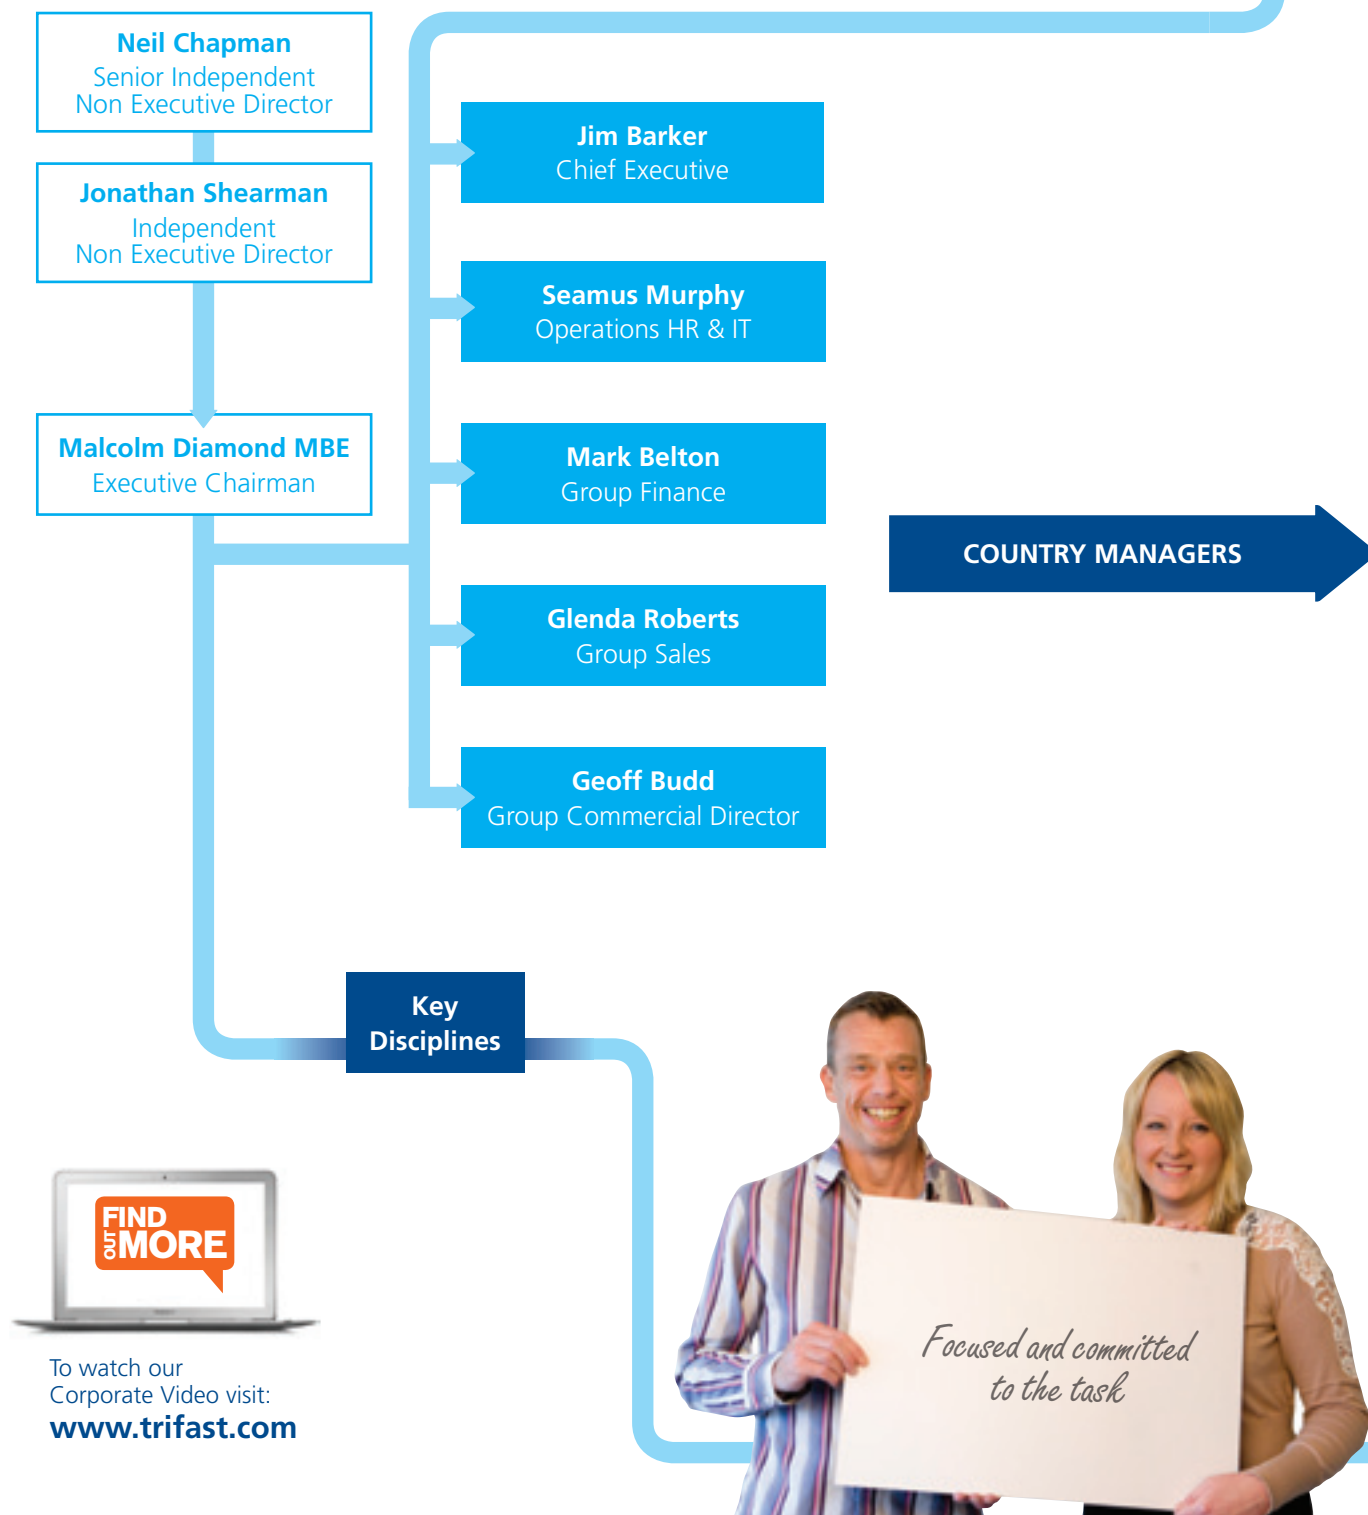 Neil Chapman
Senior Independent
Non Executive Director
Jonathan Shearman
Independent
Non Executive Director
Malcolm Diamond MBE
Executive Chairman
Jim Barker
Chief Executive
Seamus Murphy
Operations HR & IT
Mark Belton
Group Finance
Glenda Roberts
Group Sales
Geoff Budd
Group Commercial Director
COUNTRY MANAGERS
Key
Disciplines
FIND
OUT MORE
To watch our
Corporate Video visit:
www.trifast.com
Focused and committed
to the task